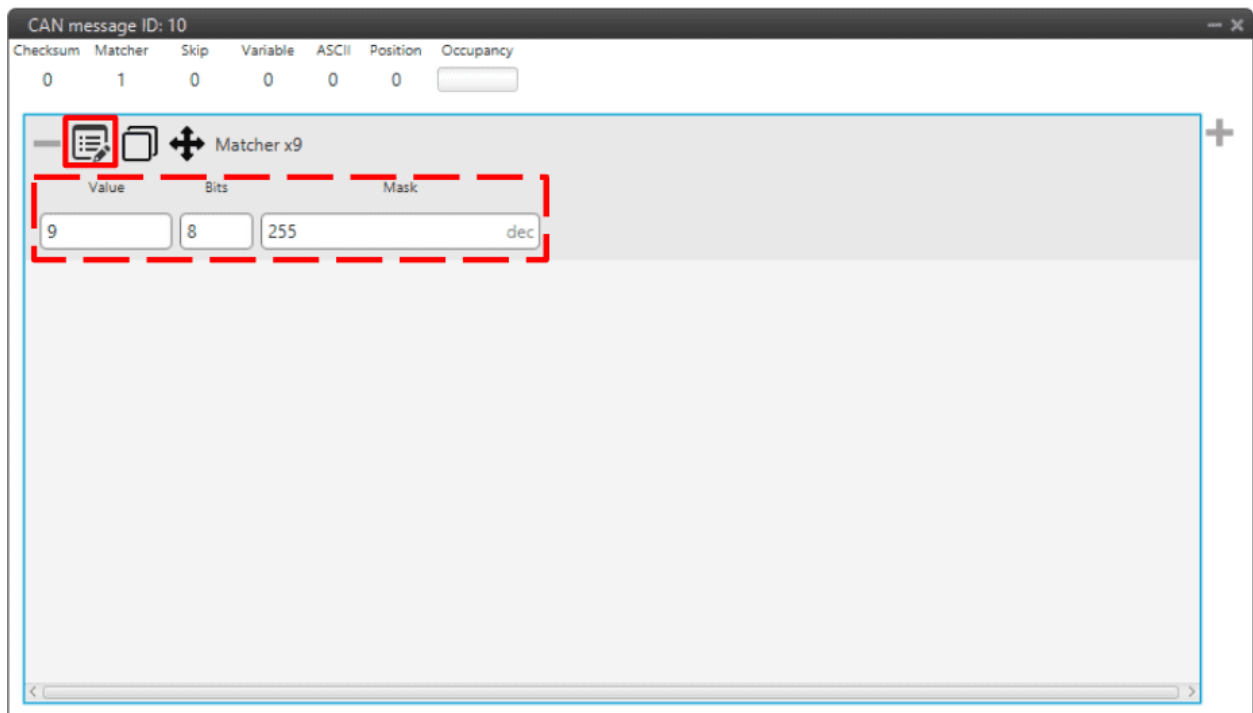 CAN message ID: 10
Checksum Matcher Skip Variable ASCII Position Occupancy
0 1 0 0 0 0
Matcher x9
Value Bits Mask
9 8 255 dec